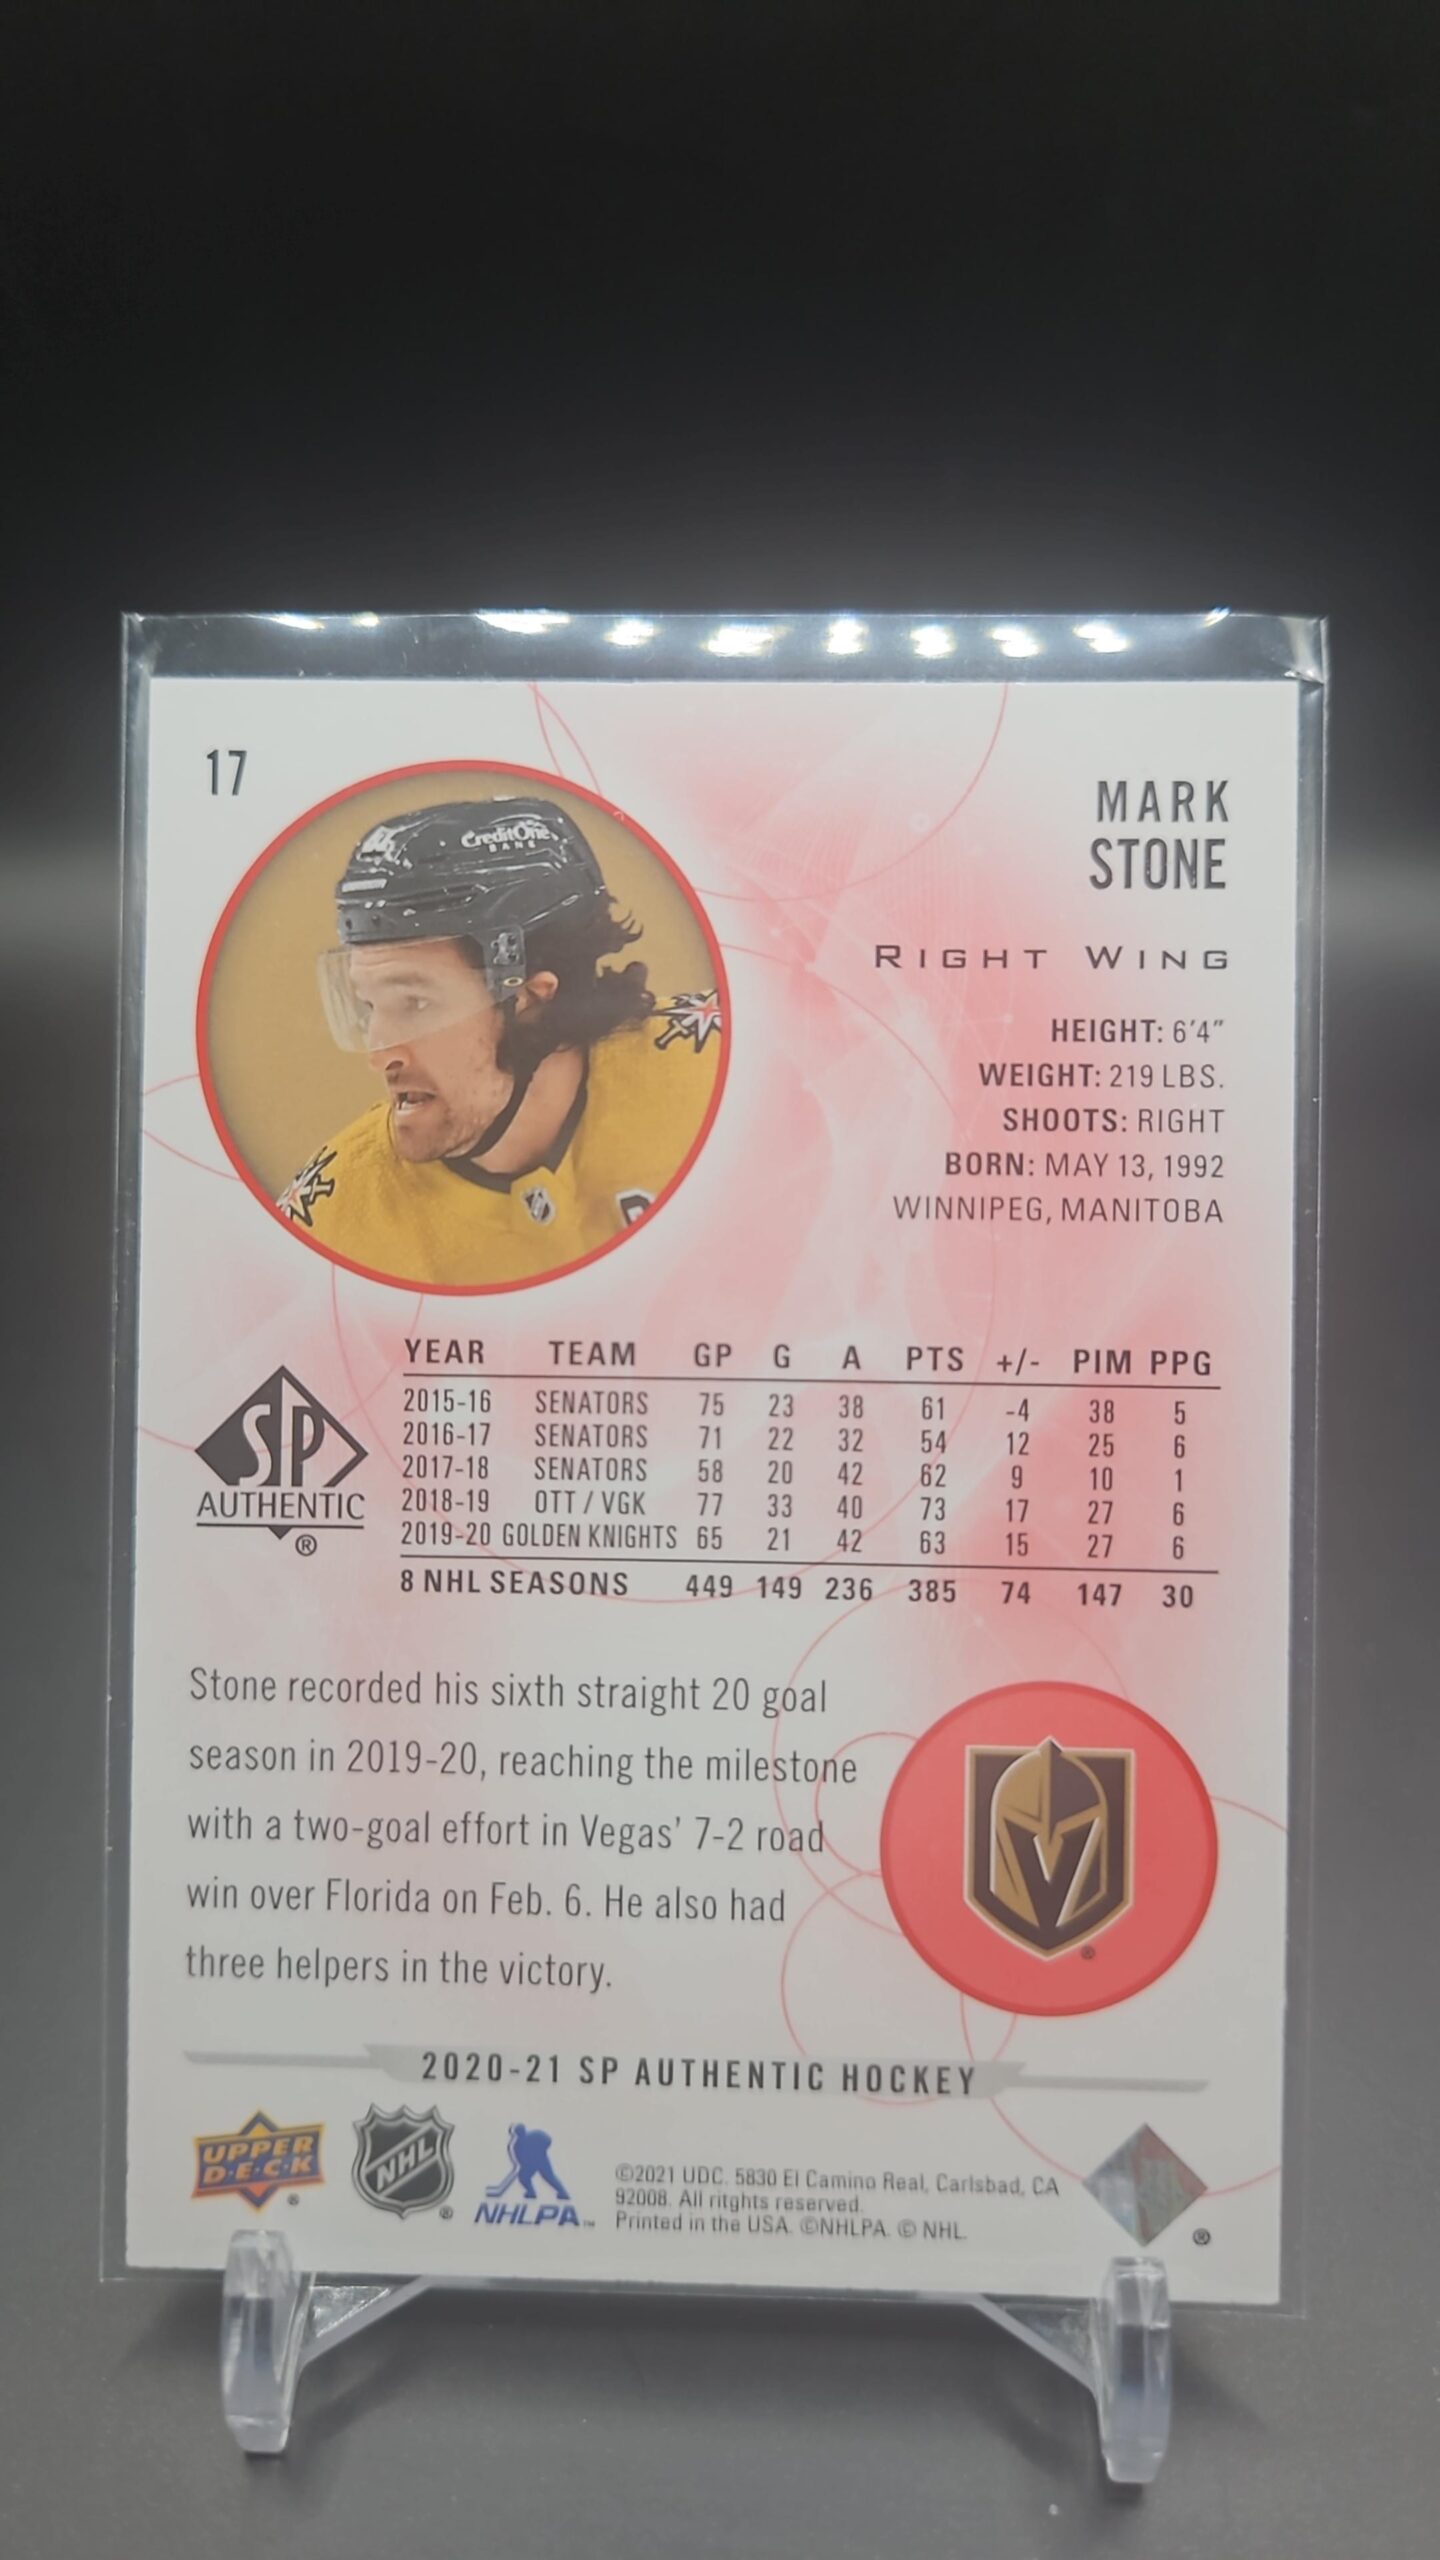 17
MARK
STONE
RIGHT WING
HEIGHT: 6'4"
WEIGHT: 219 LBS.
SHOOTS: RIGHT
BORN: MAY 13, 1992
WINNIPEG, MANITOBA
CreditOne
BANK
YEAR TEAM GP G A PTS +/- PIM PPG
2015-16 SENATORS 75 23 38 61 -4 38 5
2016-17 SENATORS 71 22 32 54 12 25 6
2017-18 SENATORS 58 20 42 62 9 10 1
2018-19 OTT / VGK 77 33 40 73 17 27 6
2019-20 GOLDEN KNIGHTS 65 21 42 63 15 27 6
8 NHL SEASONS 449 149 236 385 74 147 30
SP
AUTHENTIC
®
Stone recorded his sixth straight 20 goal
season in 2019-20, reaching the milestone
with a two-goal effort in Vegas' 7-2 road
win over Florida on Feb. 6. He also had
three helpers in the victory.
2020-21 SP AUTHENTIC HOCKEY
UPPER
D·E·C·K
NHL
NHLPA
©2021 UDC. 5830 El Camino Real, Carlsbad, CA
92008. All ritghts reserved.
Printed in the USA. ©NHLPA. © NHL.